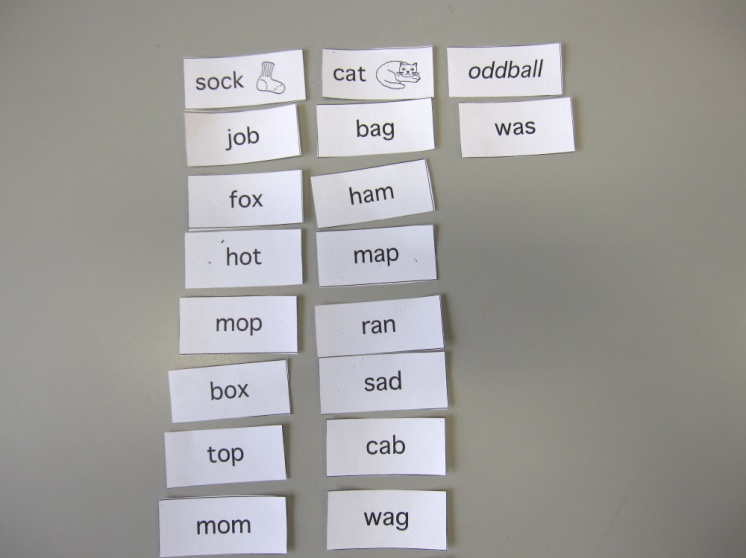 sock cat oddball
job bag was
fox ham
hot map
mop ran
box sad
top cab
mom wag